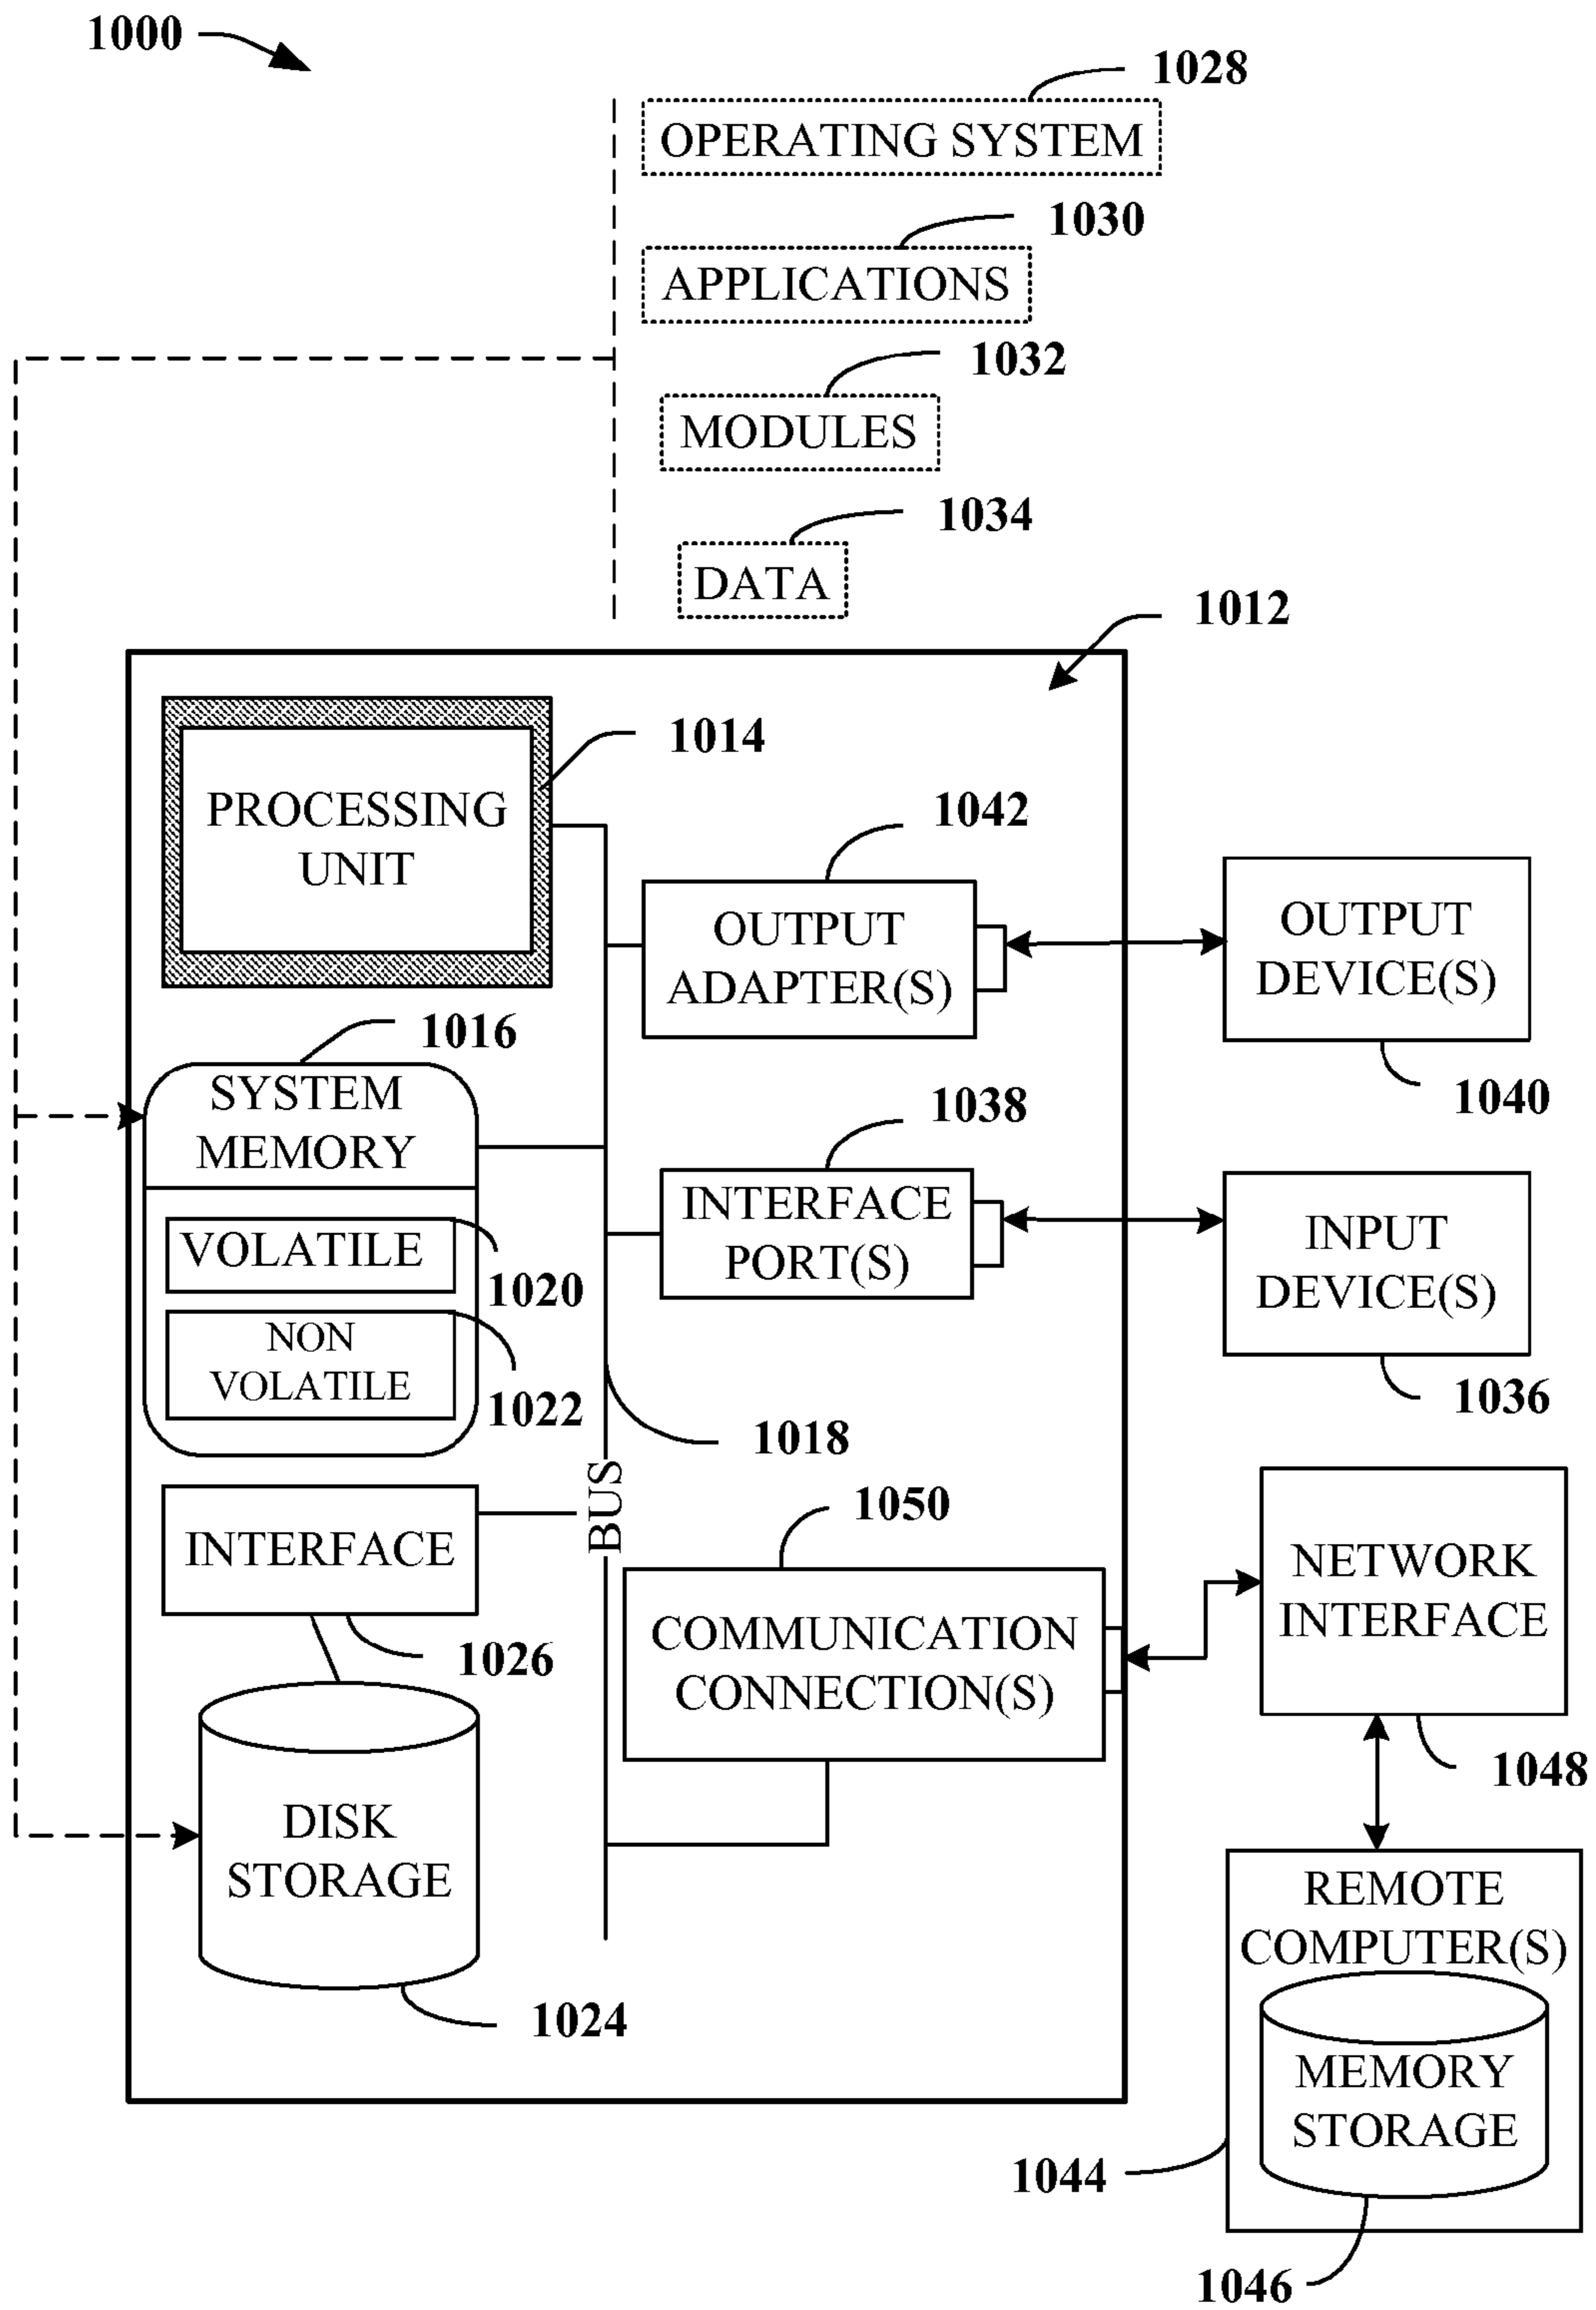 1000
1028
OPERATING SYSTEM
1030
APPLICATIONS
1032
MODULES
1034
DATA
1012
1014
PROCESSING
UNIT
1042
OUTPUT
ADAPTER(S)
OUTPUT
DEVICE(S)
1040
1016
SYSTEM
MEMORY
VOLATILE
1020
NON
VOLATILE
1022
1038
INTERFACE
PORT(S)
INPUT
DEVICE(S)
1036
1018
BUS
INTERFACE
1026
1050
COMMUNICATION
CONNECTION(S)
NETWORK
INTERFACE
1048
DISK
STORAGE
1024
REMOTE
COMPUTER(S)
MEMORY
STORAGE
1044
1046